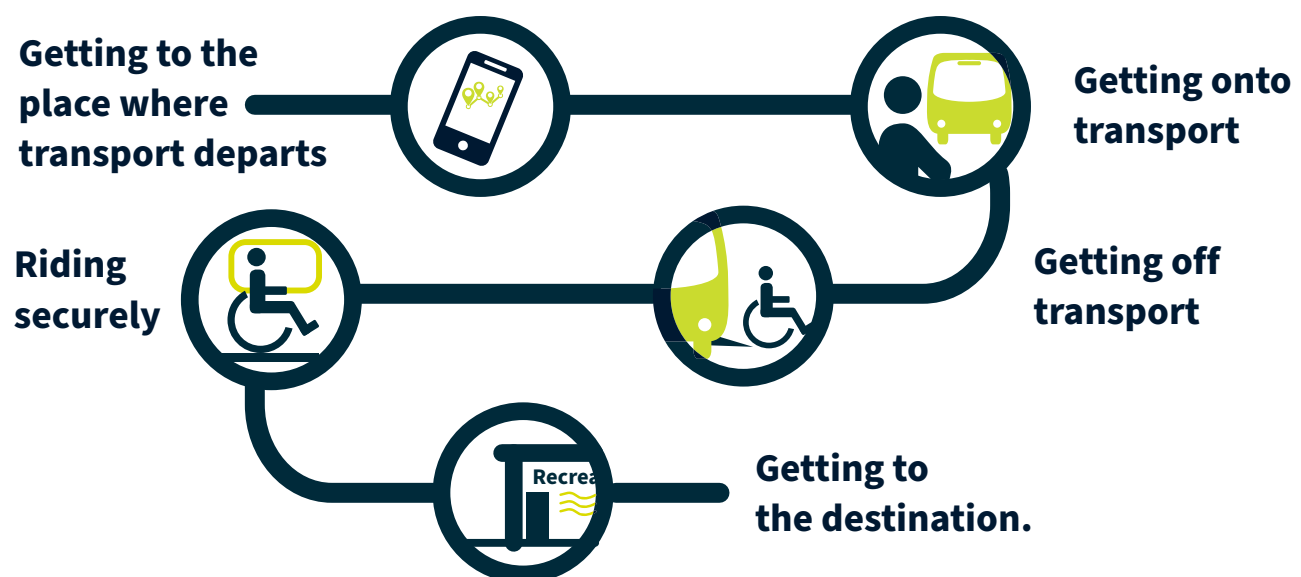 Getting to the
place where
transport departs
Getting onto
transport
Riding
securely
Getting off
transport
Recrea
Getting to
the destination.